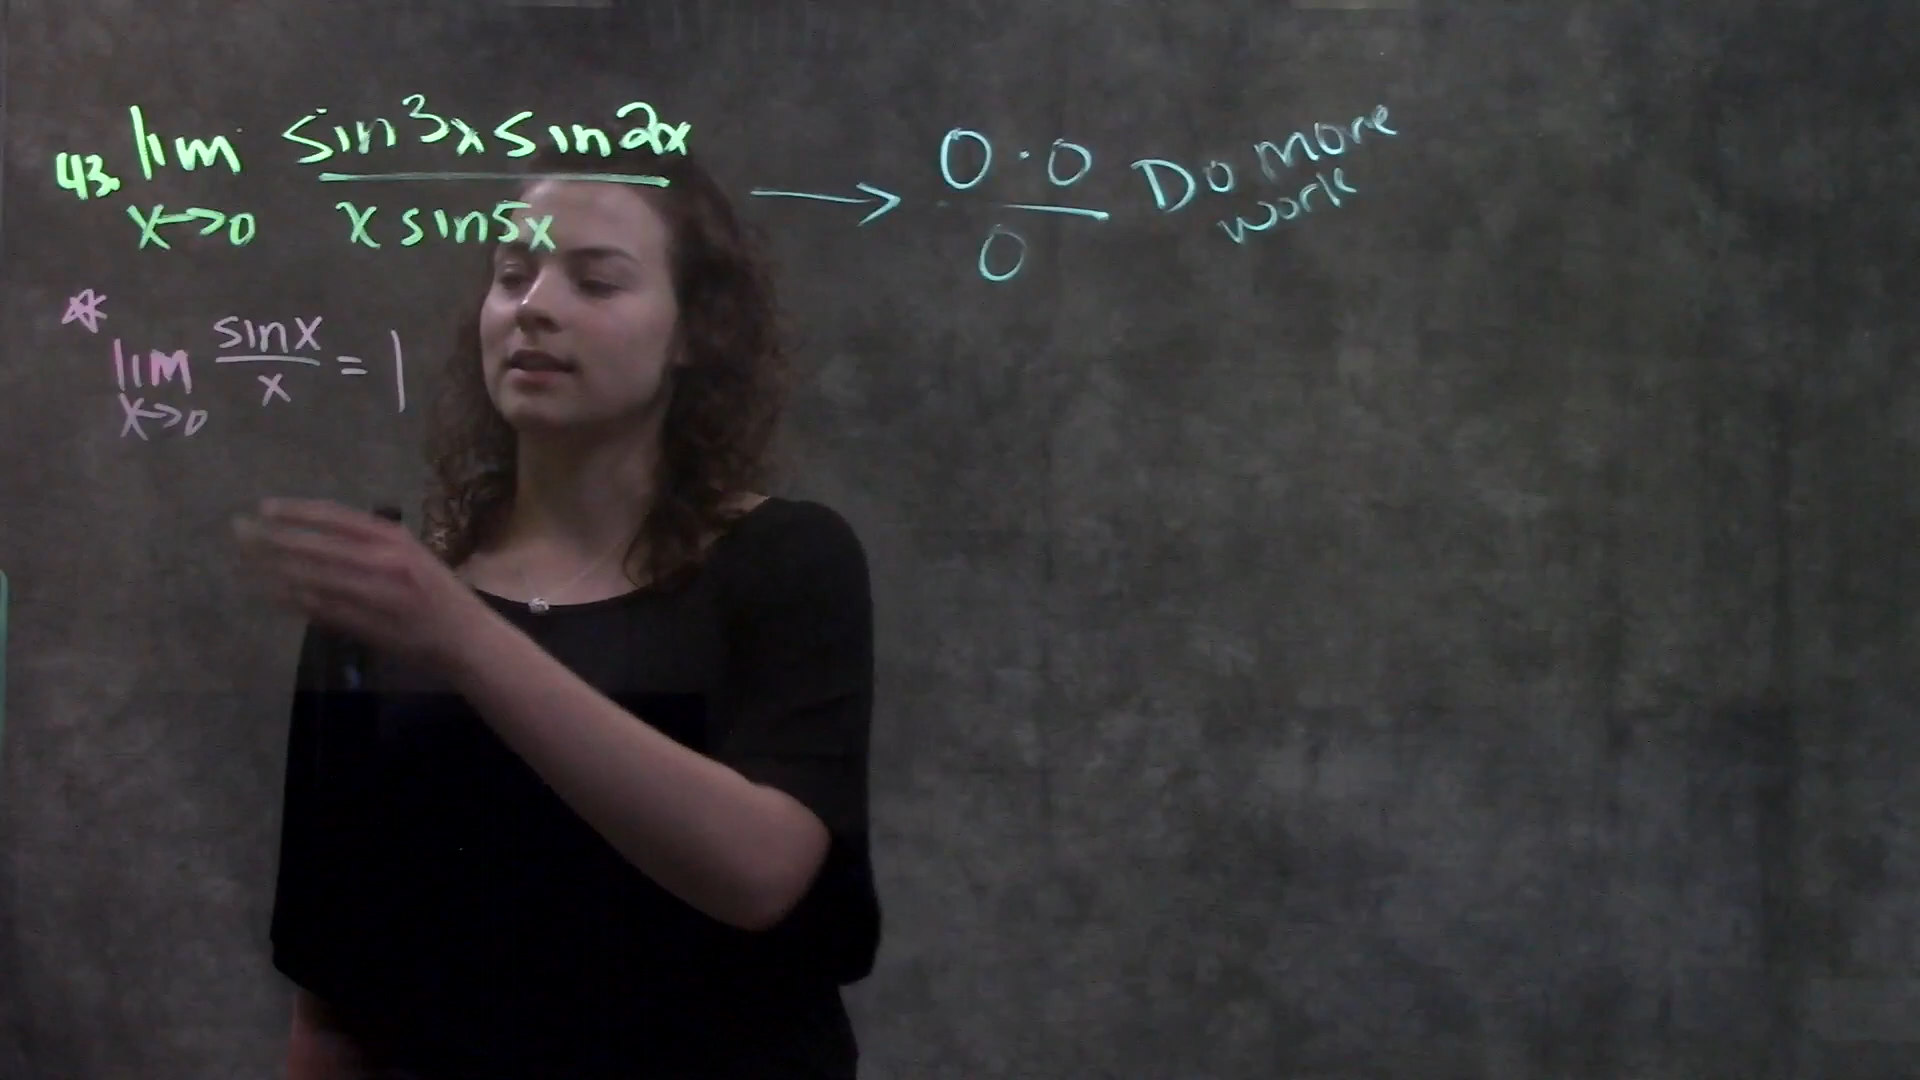 43. lim sin3x sin2x → 0·0 Do more
x→0 x sin5x 0 work
☆
lim sinx = 1
x→0 x